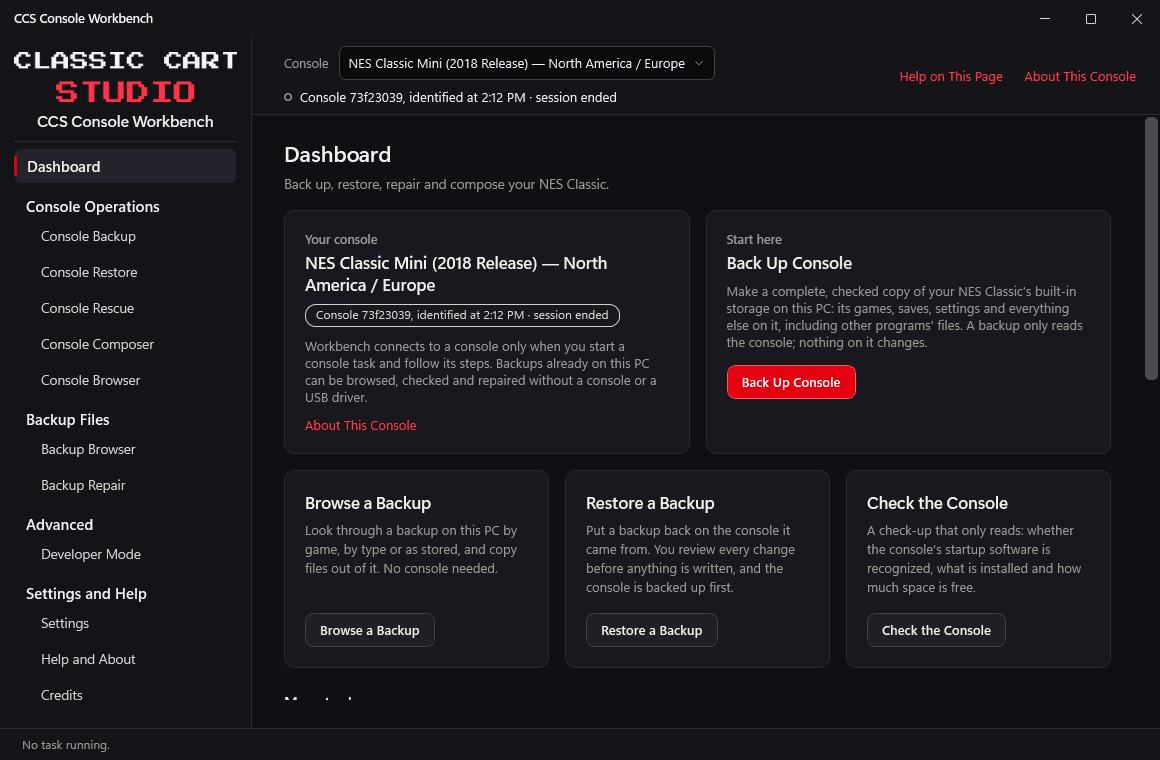 CCS Console Workbench
CLASSIC CART
STUDIO
CCS Console Workbench
Dashboard
Console Operations
Console Backup
Console Restore
Console Rescue
Console Composer
Console Browser
Backup Files
Backup Browser
Backup Repair
Advanced
Developer Mode
Settings and Help
Settings
Help and About
Credits
Console
NES Classic Mini (2018 Release) — North America / Europe
Console 73f23039, identified at 2:12 PM · session ended
Help on This Page
About This Console
Dashboard
Back up, restore, repair and compose your NES Classic.
Your console
NES Classic Mini (2018 Release) — North
America / Europe
Console 73f23039, identified at 2:12 PM · session ended
Workbench connects to a console only when you start a
console task and follow its steps. Backups already on this PC
can be browsed, checked and repaired without a console or a
USB driver.
About This Console
Start here
Back Up Console
Make a complete, checked copy of your NES Classic's built-in
storage on this PC: its games, saves, settings and everything
else on it, including other programs' files. A backup only reads
the console; nothing on it changes.
Back Up Console
Browse a Backup
Look through a backup on this PC by
game, by type or as stored, and copy
files out of it. No console needed.
Browse a Backup
Restore a Backup
Put a backup back on the console it
came from. You review every change
before anything is written, and the
console is backed up first.
Restore a Backup
Check the Console
A check-up that only reads: whether
the console's startup software is
recognized, what is installed and how
much space is free.
Check the Console
No task running.